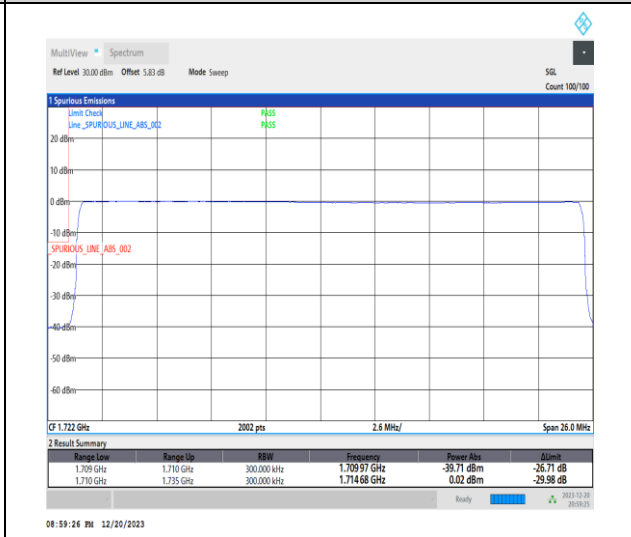 MultiView Spectrum
Ref Level 30.00 dBm Offset 5.83 dB Mode Sweep SGL
Count 100/100
1 Spurious Emissions
Limit Check PASS
Line _SPURIOUS_LINE_ABS_002 PASS
20 dBm
10 dBm
0 dBm
-10 dBm
_SPURIOUS_LINE_ABS_002
-20 dBm
-30 dBm
-40 dBm
-50 dBm
-60 dBm
CF 1.722 GHz 2002 pts 2.6 MHz/ Span 26.0 MHz
2 Result Summary
Range Low Range Up RBW Frequency Power Abs ΔLimit
1.709 GHz 1.710 GHz 300.000 kHz 1.709 97 GHz -39.71 dBm -26.71 dB
1.710 GHz 1.735 GHz 300.000 kHz 1.714 68 GHz 0.02 dBm -29.98 dB
Ready 2023-12-20
20:59:25
08:59:26 PM 12/20/2023